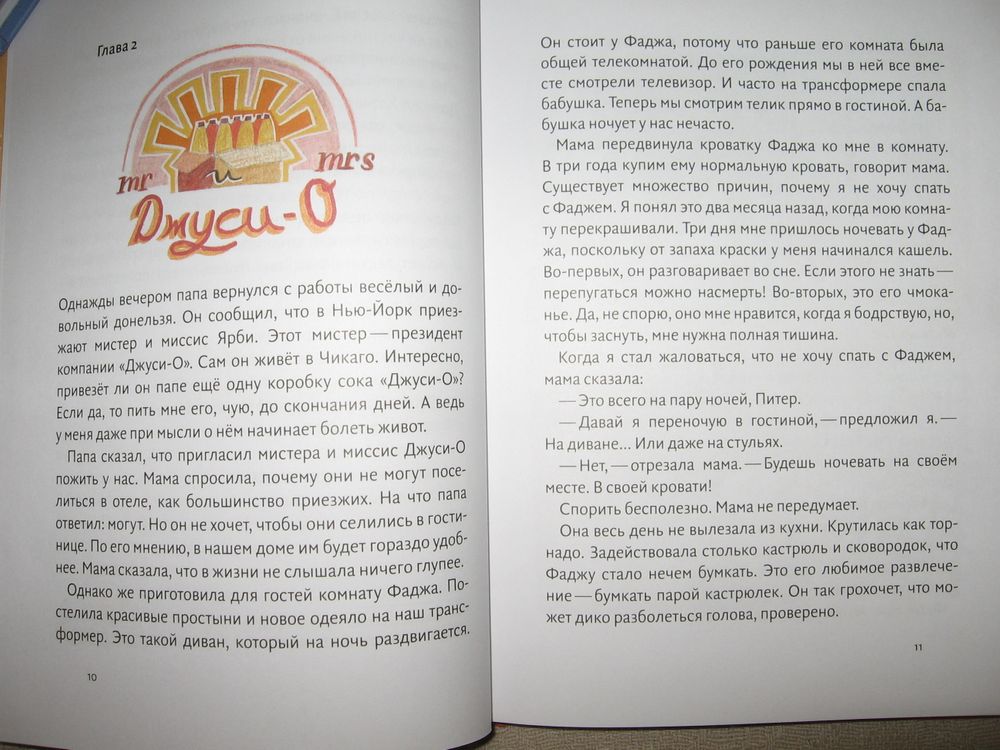 Глава 2
mr
и
mrs
Джуси-О
Однажды вечером папа вернулся с работы весёлый и до-
вольный донельзя. Он сообщил, что в Нью-Йорк приез-
жают мистер и миссис Ярби. Этот мистер — президент
компании «Джуси-О». Сам он живёт в Чикаго. Интересно,
привезёт ли он папе ещё одну коробку сока «Джуси-О»?
Если да, то пить мне его, чую, до скончания дней. А ведь
у меня даже при мысли о нём начинает болеть живот.
Папа сказал, что пригласил мистера и миссис Джуси-О
пожить у нас. Мама спросила, почему они не могут посе-
литься в отеле, как большинство приезжих. На что папа
ответил: могут. Но он не хочет, чтобы они селились в гости-
нице. По его мнению, в нашем доме им будет гораздо удоб-
нее. Мама сказала, что в жизни не слышала ничего глупее.
Однако же приготовила для гостей комнату Фаджа. По-
стелила красивые простыни и новое одеяло на наш транс-
формер. Это такой диван, который на ночь раздвигается.
10
Он стоит у Фаджа, потому что раньше его комната была
общей телекомнатой. До его рождения мы в ней все вме-
сте смотрели телевизор. И часто на трансформере спала
бабушка. Теперь мы смотрим телик прямо в гостиной. А ба-
бушка ночует у нас нечасто.
Мама передвинула кроватку Фаджа ко мне в комнату.
В три года купим ему нормальную кровать, говорит мама.
Существует множество причин, почему я не хочу спать
с Фаджем. Я понял это два месяца назад, когда мою комна-
ту перекрашивали. Три дня мне пришлось ночевать у Фад-
жа, поскольку от запаха краски у меня начинался кашель.
Во-первых, он разговаривает во сне. Если этого не знать —
перепугаться можно насмерть! Во-вторых, это его чмока-
нье. Да, не спорю, оно мне нравится, когда я бодрствую, но,
чтобы заснуть, мне нужна полная тишина.
Когда я стал жаловаться, что не хочу спать с Фаджем,
мама сказала:
— Это всего на пару ночей, Питер.
— Давай я переночую в гостиной, — предложил я. —
На диване... Или даже на стульях.
— Нет, — отрезала мама. — Будешь ночевать на своём
месте. В своей кровати!
Спорить бесполезно. Мама не передумает.
Она весь день не вылезала из кухни. Крутилась как тор-
надо. Задействовала столько кастрюль и сковородок, что
Фаджу стало нечем бумкать. Это его любимое развлече-
ние — бумкать парой кастрюлек. Он так грохочет, что мо-
жет дико разболеться голова, проверено.
11